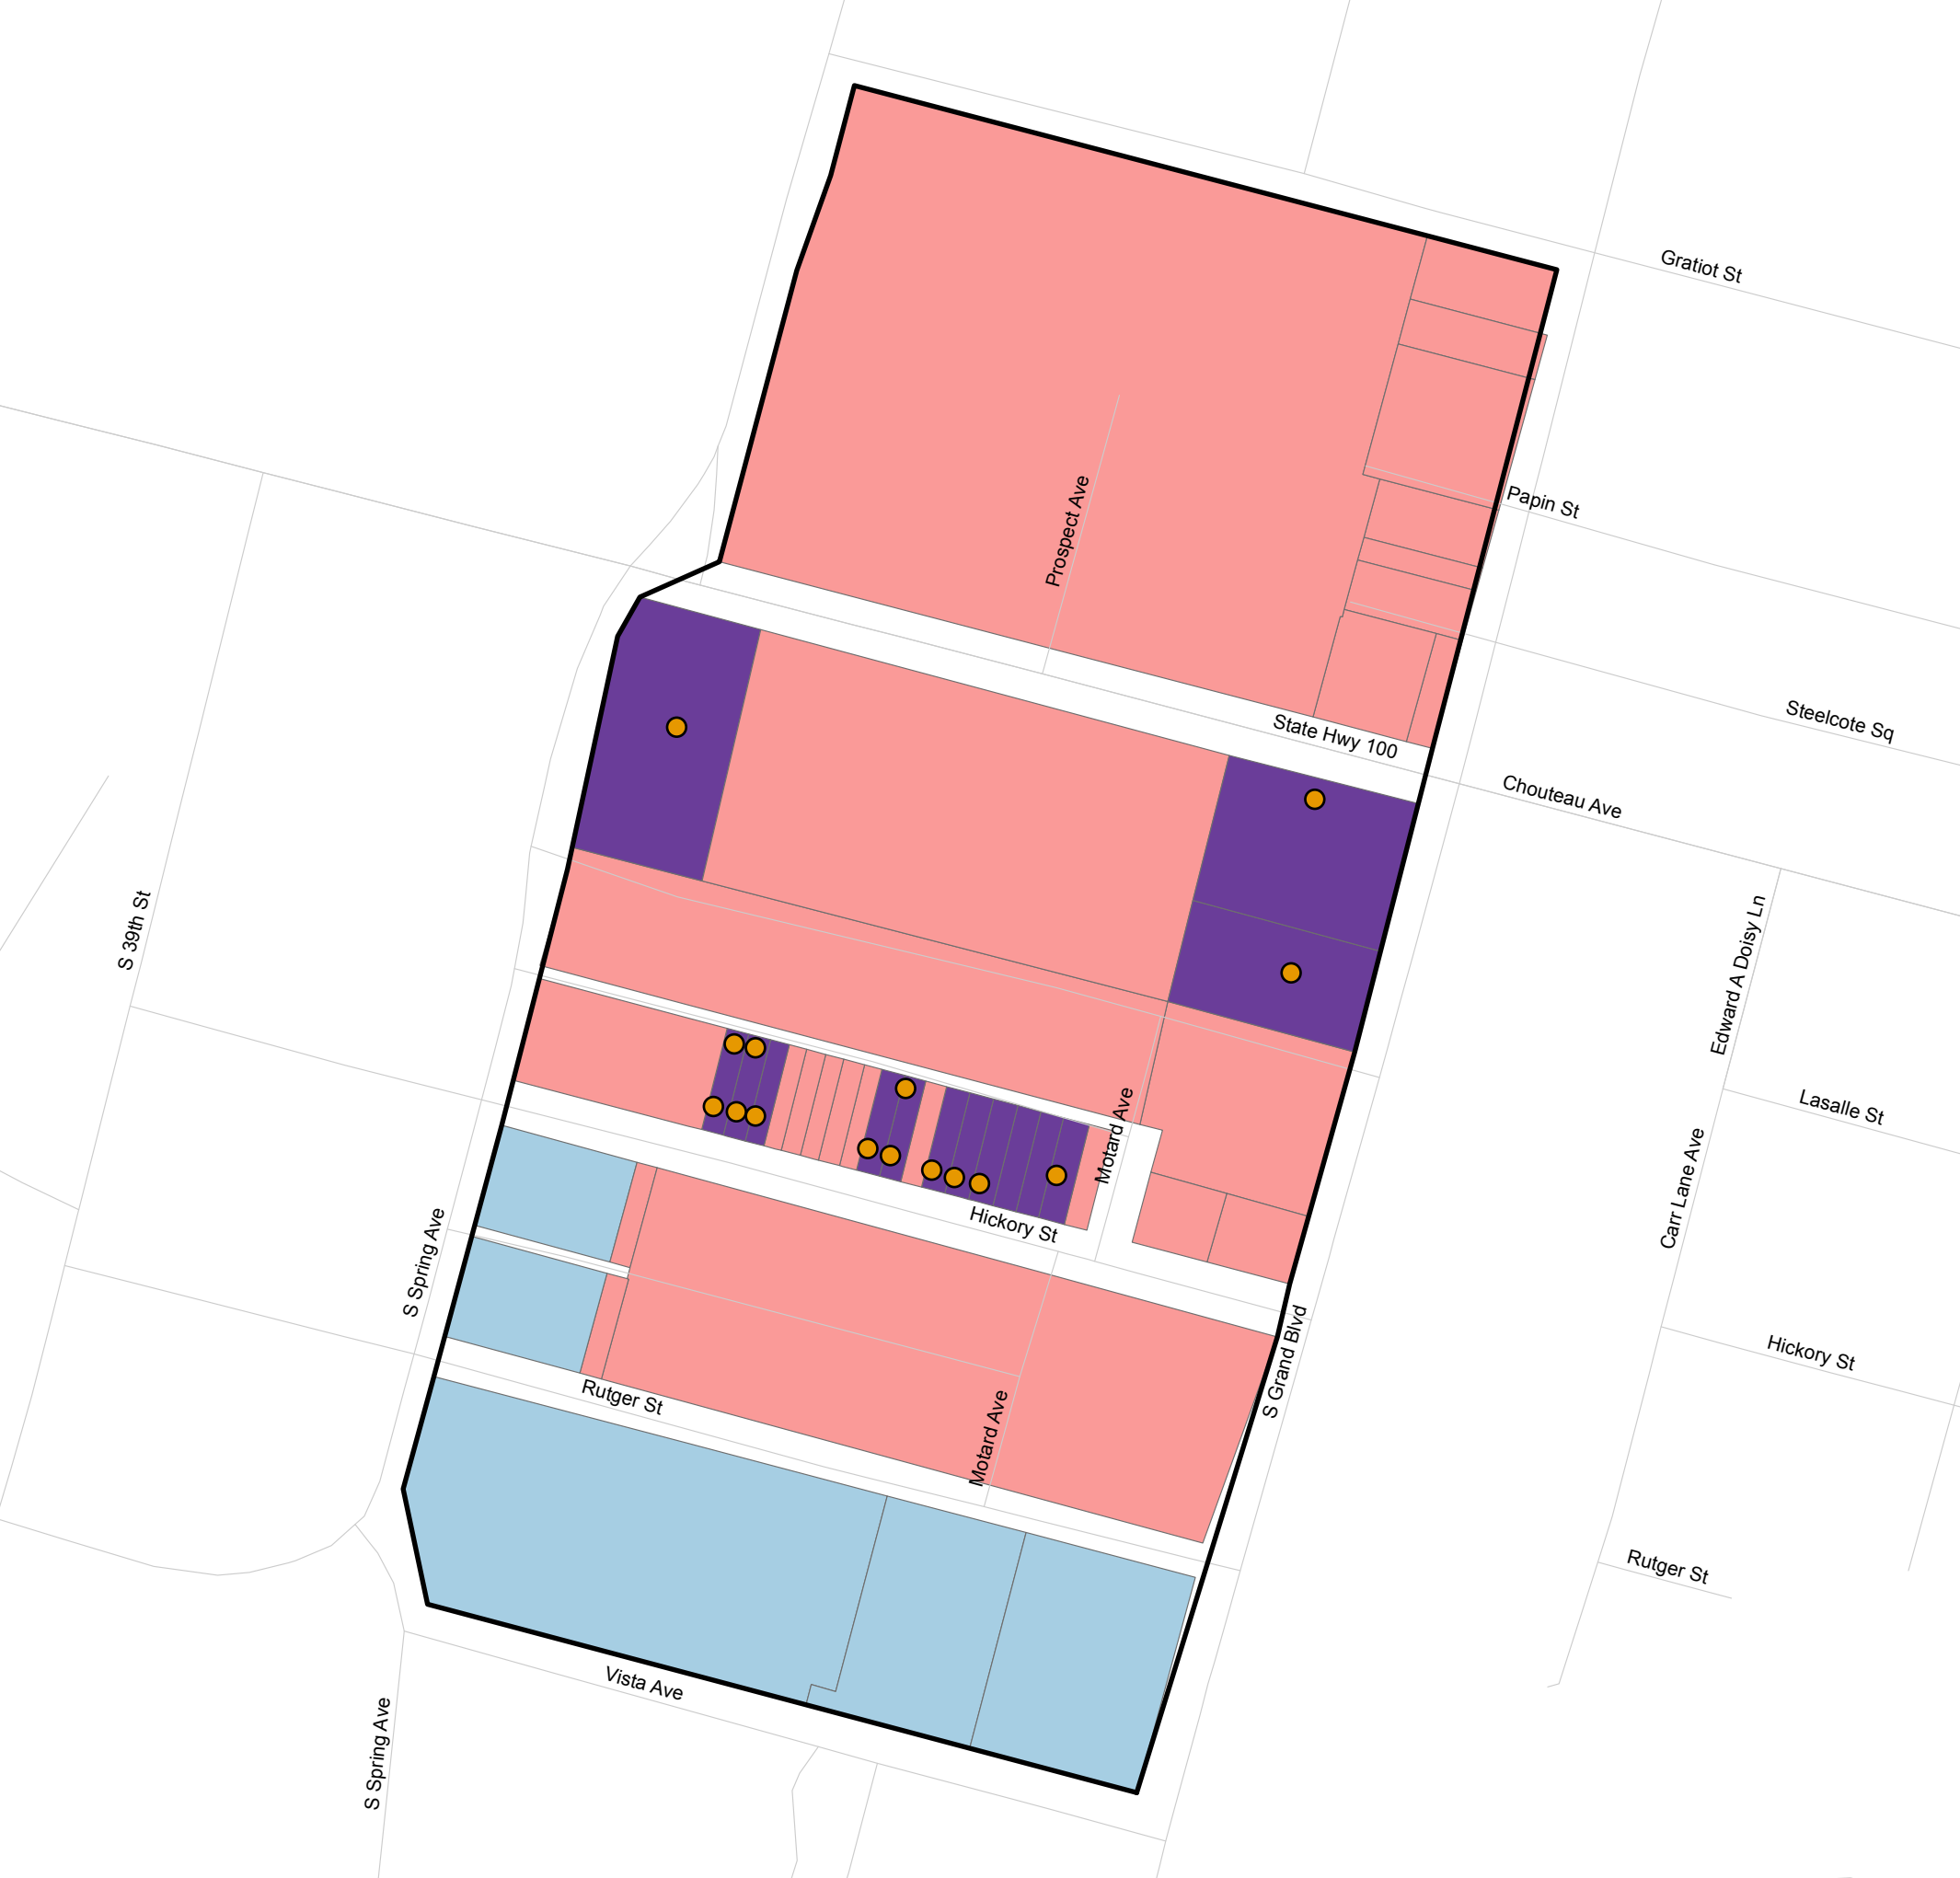 Gratiot St
Prospect Ave
Papin St
Steelcote Sq
State Hwy 100
Chouteau Ave
S 39th St
Edward A Doisy Ln
Motard Ave
Lasalle St
Carr Lane Ave
S Spring Ave
Hickory St
S Grand Blvd
Hickory St
Rutger St
Motard Ave
Rutger St
Vista Ave
S Spring Ave